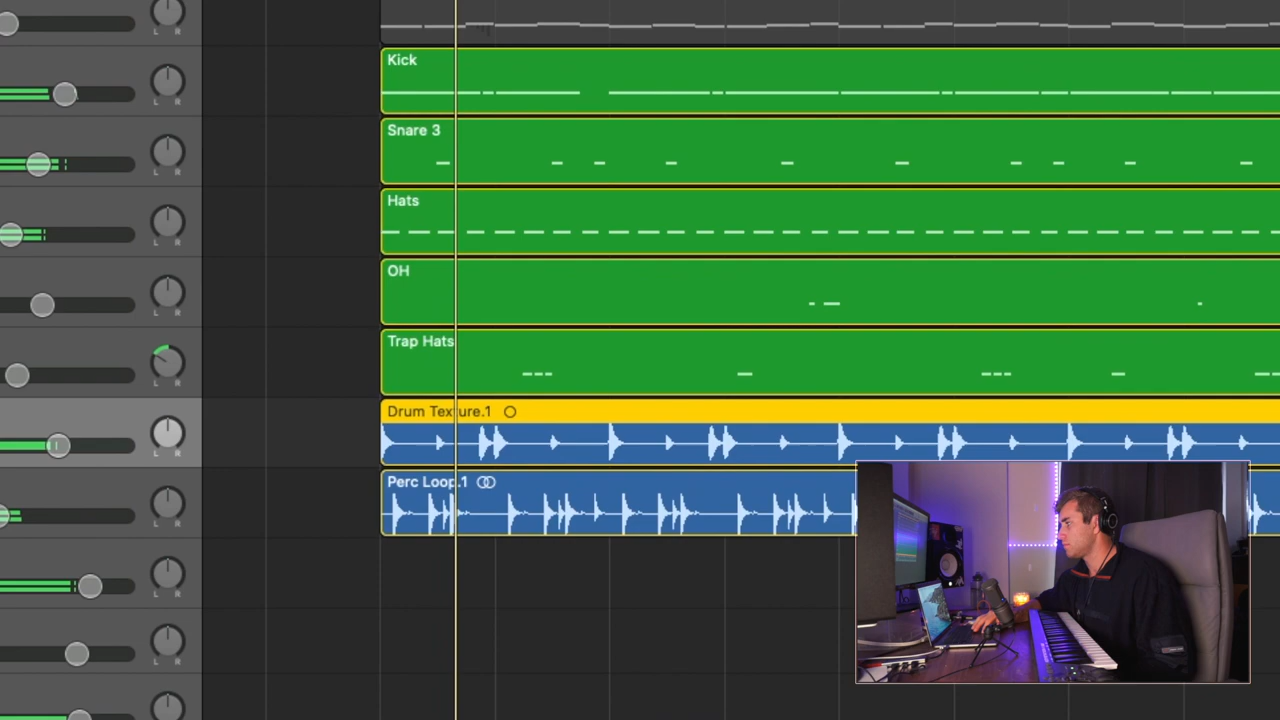 L R
Kick
L R
Snare 3
L R
Hats
L R
OH
L R
Trap Hats
L R
Drum Texture.1
L R
Perc Loop.1
L R
L R
L R